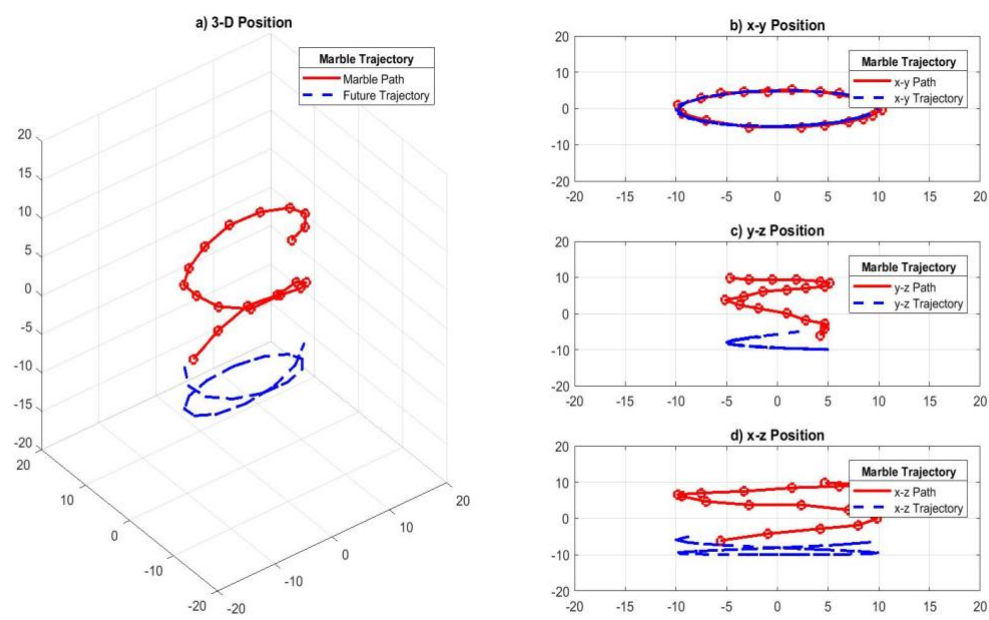 a) 3-D Position
Marble Trajectory
Marble Path
Future Trajectory
20
15
10
5
0
-5
-10
-15
-20
20
10
0
-10
-20
-20
-10
0
10
20
b) x-y Position
Marble Trajectory
x-y Path
x-y Trajectory
20
10
0
-10
-20
-20 -15 -10 -5 0 5 10 15 20
c) y-z Position
Marble Trajectory
y-z Path
y-z Trajectory
20
10
0
-10
-20
-20 -15 -10 -5 0 5 10 15 20
d) x-z Position
Marble Trajectory
x-z Path
x-z Trajectory
20
10
0
-10
-20
-20 -15 -10 -5 0 5 10 15 20